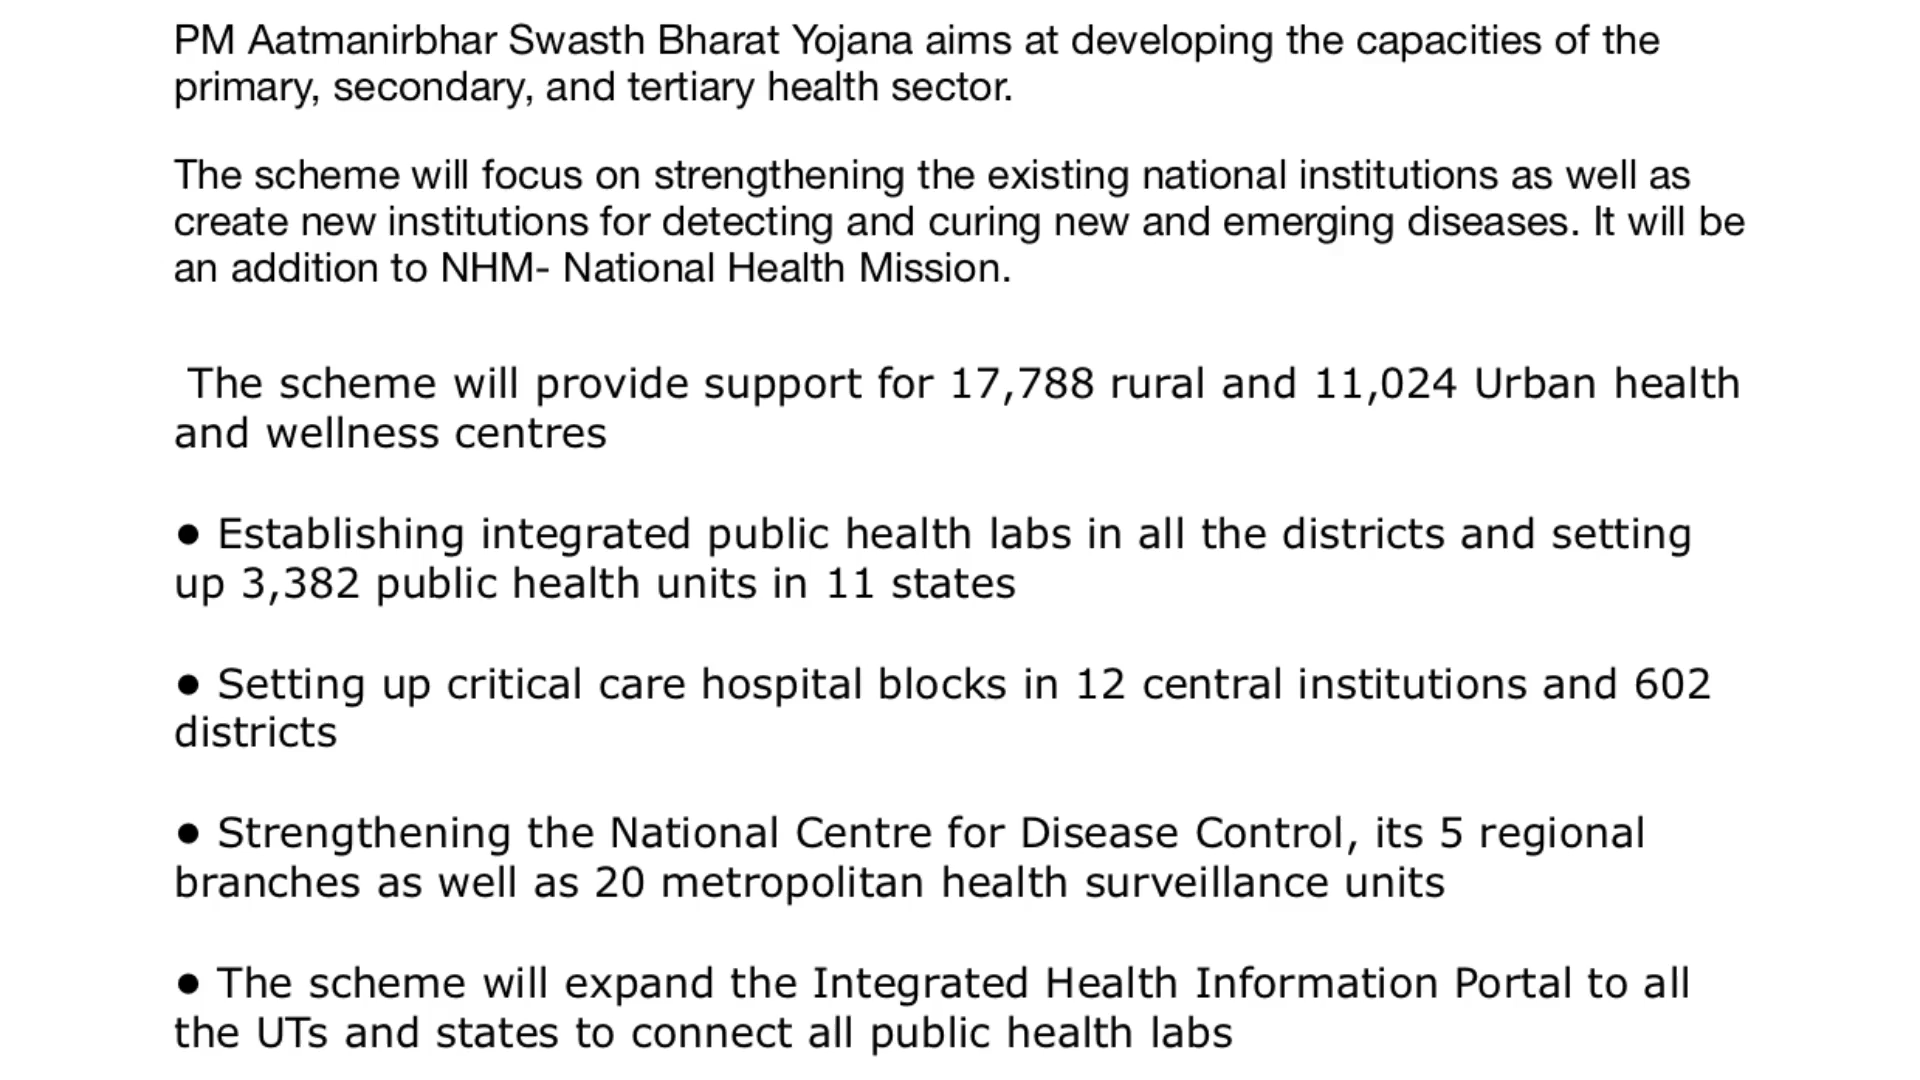 PM Aatmanirbhar Swasth Bharat Yojana aims at developing the capacities of the
primary, secondary, and tertiary health sector.
The scheme will focus on strengthening the existing national institutions as well as
create new institutions for detecting and curing new and emerging diseases. It will be
an addition to NHM- National Health Mission.
The scheme will provide support for 17,788 rural and 11,024 Urban health
and wellness centres
● Establishing integrated public health labs in all the districts and setting
up 3,382 public health units in 11 states
● Setting up critical care hospital blocks in 12 central institutions and 602
districts
● Strengthening the National Centre for Disease Control, its 5 regional
branches as well as 20 metropolitan health surveillance units
● The scheme will expand the Integrated Health Information Portal to all
the UTs and states to connect all public health labs